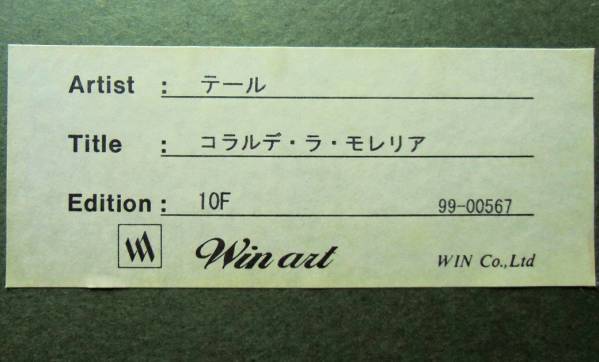 Artist : テール
Title : コラルデ・ラ・モレリア
Edition : 10F 99-00567
Win art WIN Co.,Ltd